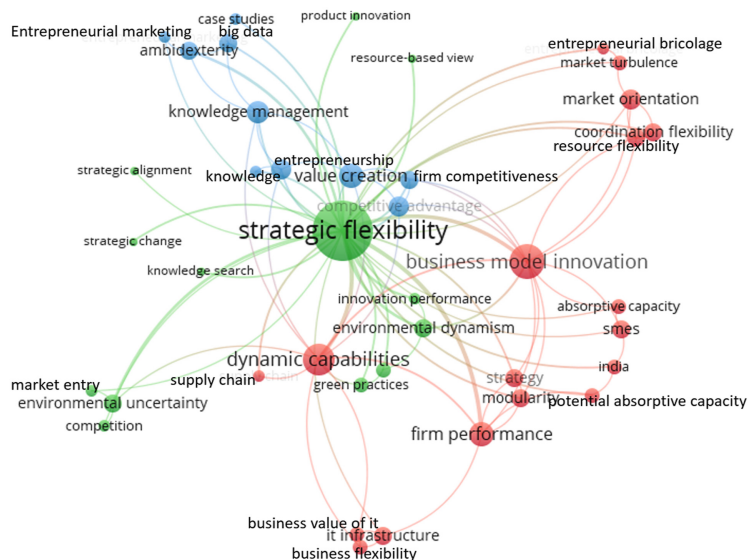 case studies
product innovation
Entrepreneurial marketing
big data
entrepreneurial bricolage
ambidexterity
resource-based view
market turbulence
market orientation
knowledge management
coordination flexibility
resource flexibility
entrepreneurship
strategic alignment
knowledge
value creation
firm competitiveness
competitive advantage
strategic flexibility
strategic change
business model innovation
knowledge search
innovation performance
absorptive capacity
environmental dynamism
smes
dynamic capabilities
india
supply chain
strategy
market entry
green practices
modularity
potential absorptive capacity
environmental uncertainty
competition
firm performance
business value of it
it infrastructure
business flexibility